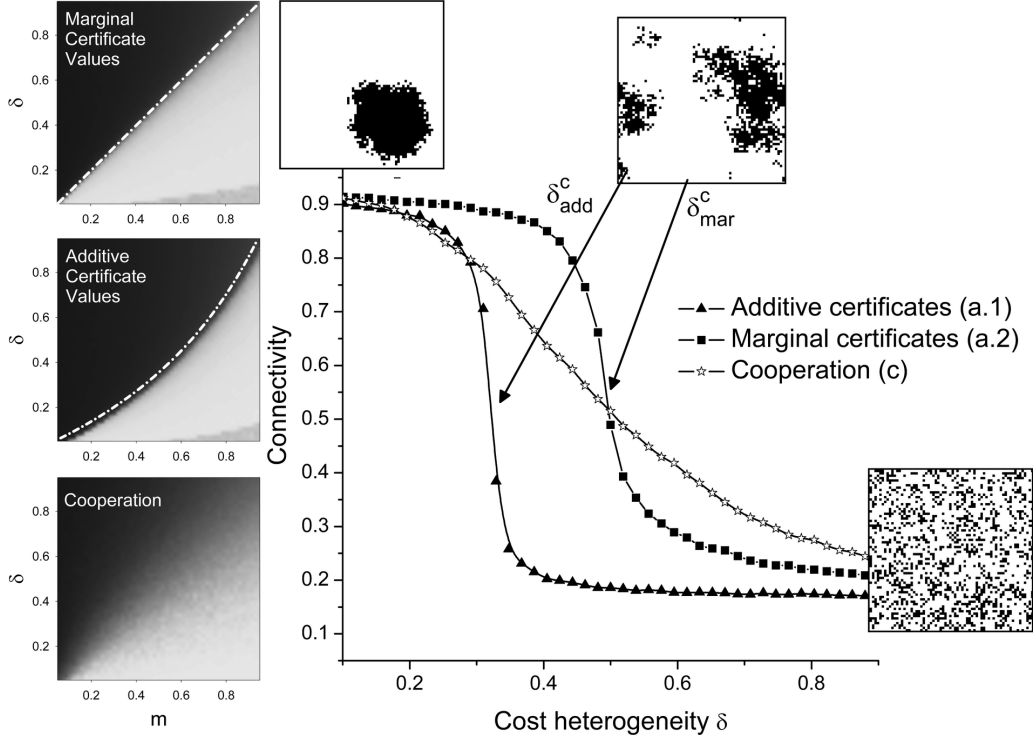 Marginal
Certificate
Values
δ
0.8
0.6
0.4
0.2
0.2 0.4 0.6 0.8
Additive
Certificate
Values
δ
0.8
0.6
0.4
0.2
0.2 0.4 0.6 0.8
Cooperation
δ
0.8
0.6
0.4
0.2
0.2 0.4 0.6 0.8
m
δ c add
δ c mar
Connectivity
0.9
0.8
0.7
0.6
0.5
0.4
0.3
0.2
0.1
Additive certificates (a.1)
Marginal certificates (a.2)
Cooperation (c)
0.2 0.4 0.6 0.8
Cost heterogeneity δ